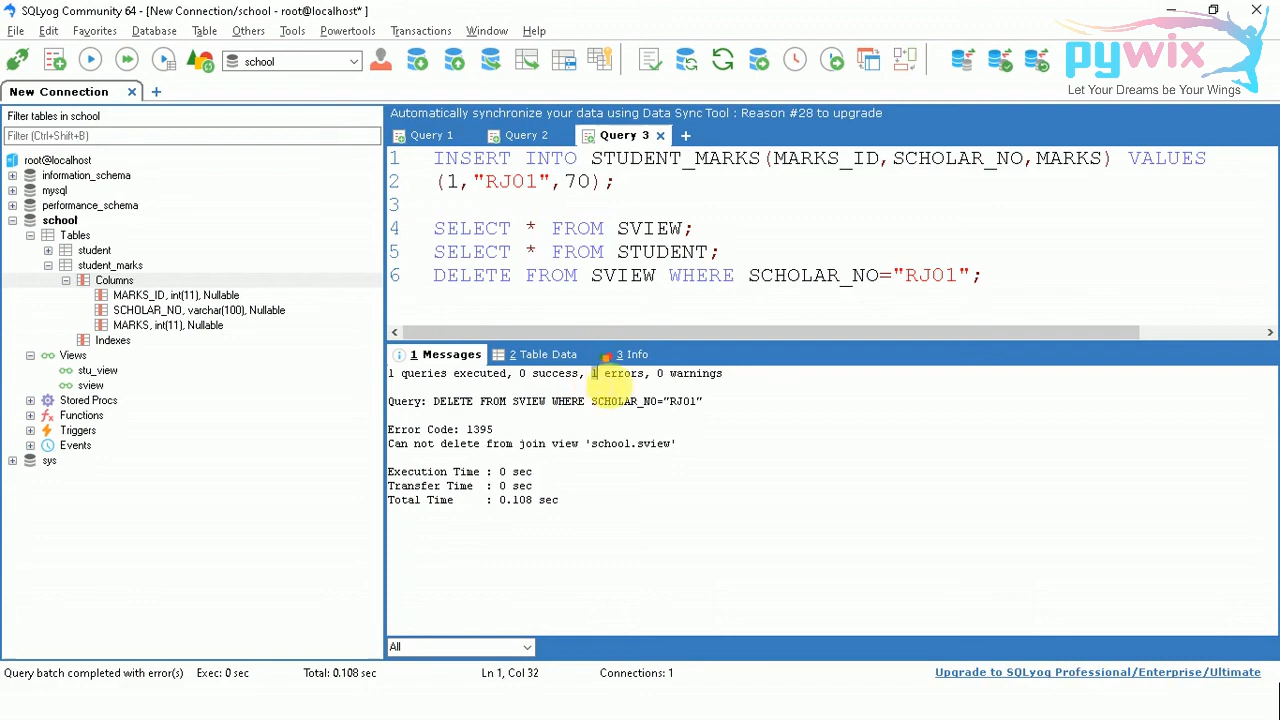 SQLyog Community 64 - [New Connection/school - root@localhost* ]
File Edit Favorites Database Table Others Tools Powertools Transactions Window Help
school
pywix
Let Your Dreams be Your Wings
New Connection
Filter tables in school
Filter (Ctrl+Shift+B)
root@localhost
information_schema
mysql
performance_schema
school
Tables
student
student_marks
Columns
MARKS_ID, int(11), Nullable
SCHOLAR_NO, varchar(100), Nullable
MARKS, int(11), Nullable
Indexes
Views
stu_view
sview
Stored Procs
Functions
Triggers
Events
sys
Automatically synchronize your data using Data Sync Tool : Reason #28 to upgrade
Query 1 Query 2 Query 3
1 INSERT INTO STUDENT_MARKS(MARKS_ID,SCHOLAR_NO,MARKS) VALUES
2 (1,"RJ01",70);
3
4 SELECT * FROM SVIEW;
5 SELECT * FROM STUDENT;
6 DELETE FROM SVIEW WHERE SCHOLAR_NO="RJ01";
1 Messages 2 Table Data 3 Info
1 queries executed, 0 success, 1 errors, 0 warnings
Query: DELETE FROM SVIEW WHERE SCHOLAR_NO="RJ01"
Error Code: 1395
Can not delete from join view 'school.sview'
Execution Time : 0 sec
Transfer Time : 0 sec
Total Time : 0.108 sec
All
Query batch completed with error(s) Exec: 0 sec Total: 0.108 sec Ln 1, Col 32 Connections: 1 Upgrade to SQLyog Professional/Enterprise/Ultimate